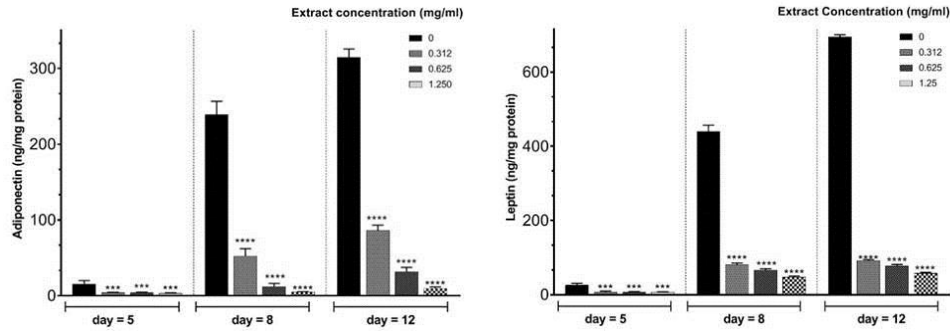 Extract concentration (mg/ml)
0
0.312
0.625
1.250
Adiponectin (ng/mg protein)
300
200
100
0
*** *** ***
**** **** ****
**** **** ****
day = 5
day = 8
day = 12
Extract Concentration (mg/ml)
0
0.312
0.625
1.25
Leptin (ng/mg protein)
600
400
200
0
*** *** ***
**** **** ****
**** **** ****
day = 5
day = 8
day = 12